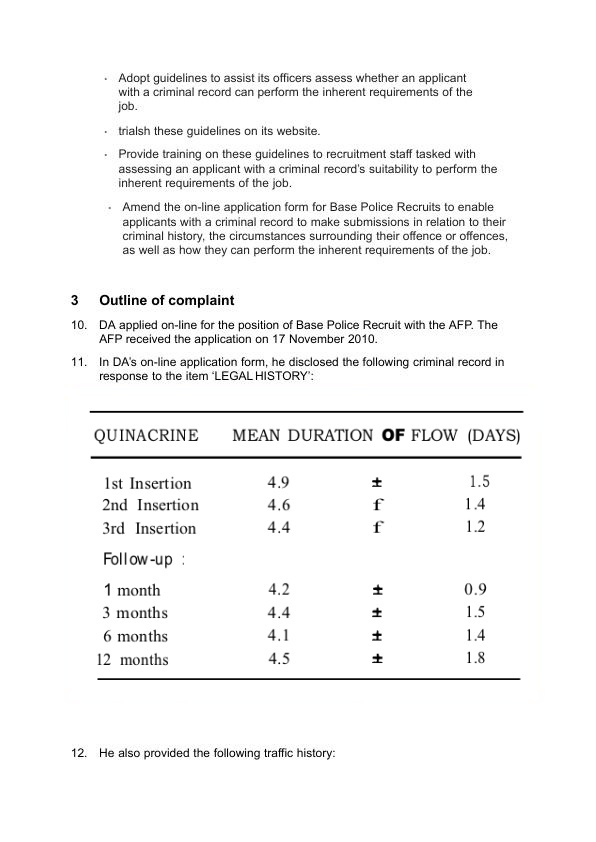 · Adopt guidelines to assist its officers assess whether an applicant
with a criminal record can perform the inherent requirements of the
job.
· trialsh these guidelines on its website.
· Provide training on these guidelines to recruitment staff tasked with
assessing an applicant with a criminal record's suitability to perform the
inherent requirements of the job.
· Amend the on-line application form for Base Police Recruits to enable
applicants with a criminal record to make submissions in relation to their
criminal history, the circumstances surrounding their offence or offences,
as well as how they can perform the inherent requirements of the job.
3 Outline of complaint
10. DA applied on-line for the position of Base Police Recruit with the AFP. The
AFP received the application on 17 November 2010.
11. In DA's on-line application form, he disclosed the following criminal record in
response to the item ‘LEGAL HISTORY’:
QUINACRINE MEAN DURATION OF FLOW (DAYS)
1st Insertion 4.9 ± 1.5
2nd Insertion 4.6 f 1.4
3rd Insertion 4.4 f 1.2
Follow-up :
1 month 4.2 ± 0.9
3 months 4.4 ± 1.5
6 months 4.1 ± 1.4
12 months 4.5 ± 1.8
12. He also provided the following traffic history: